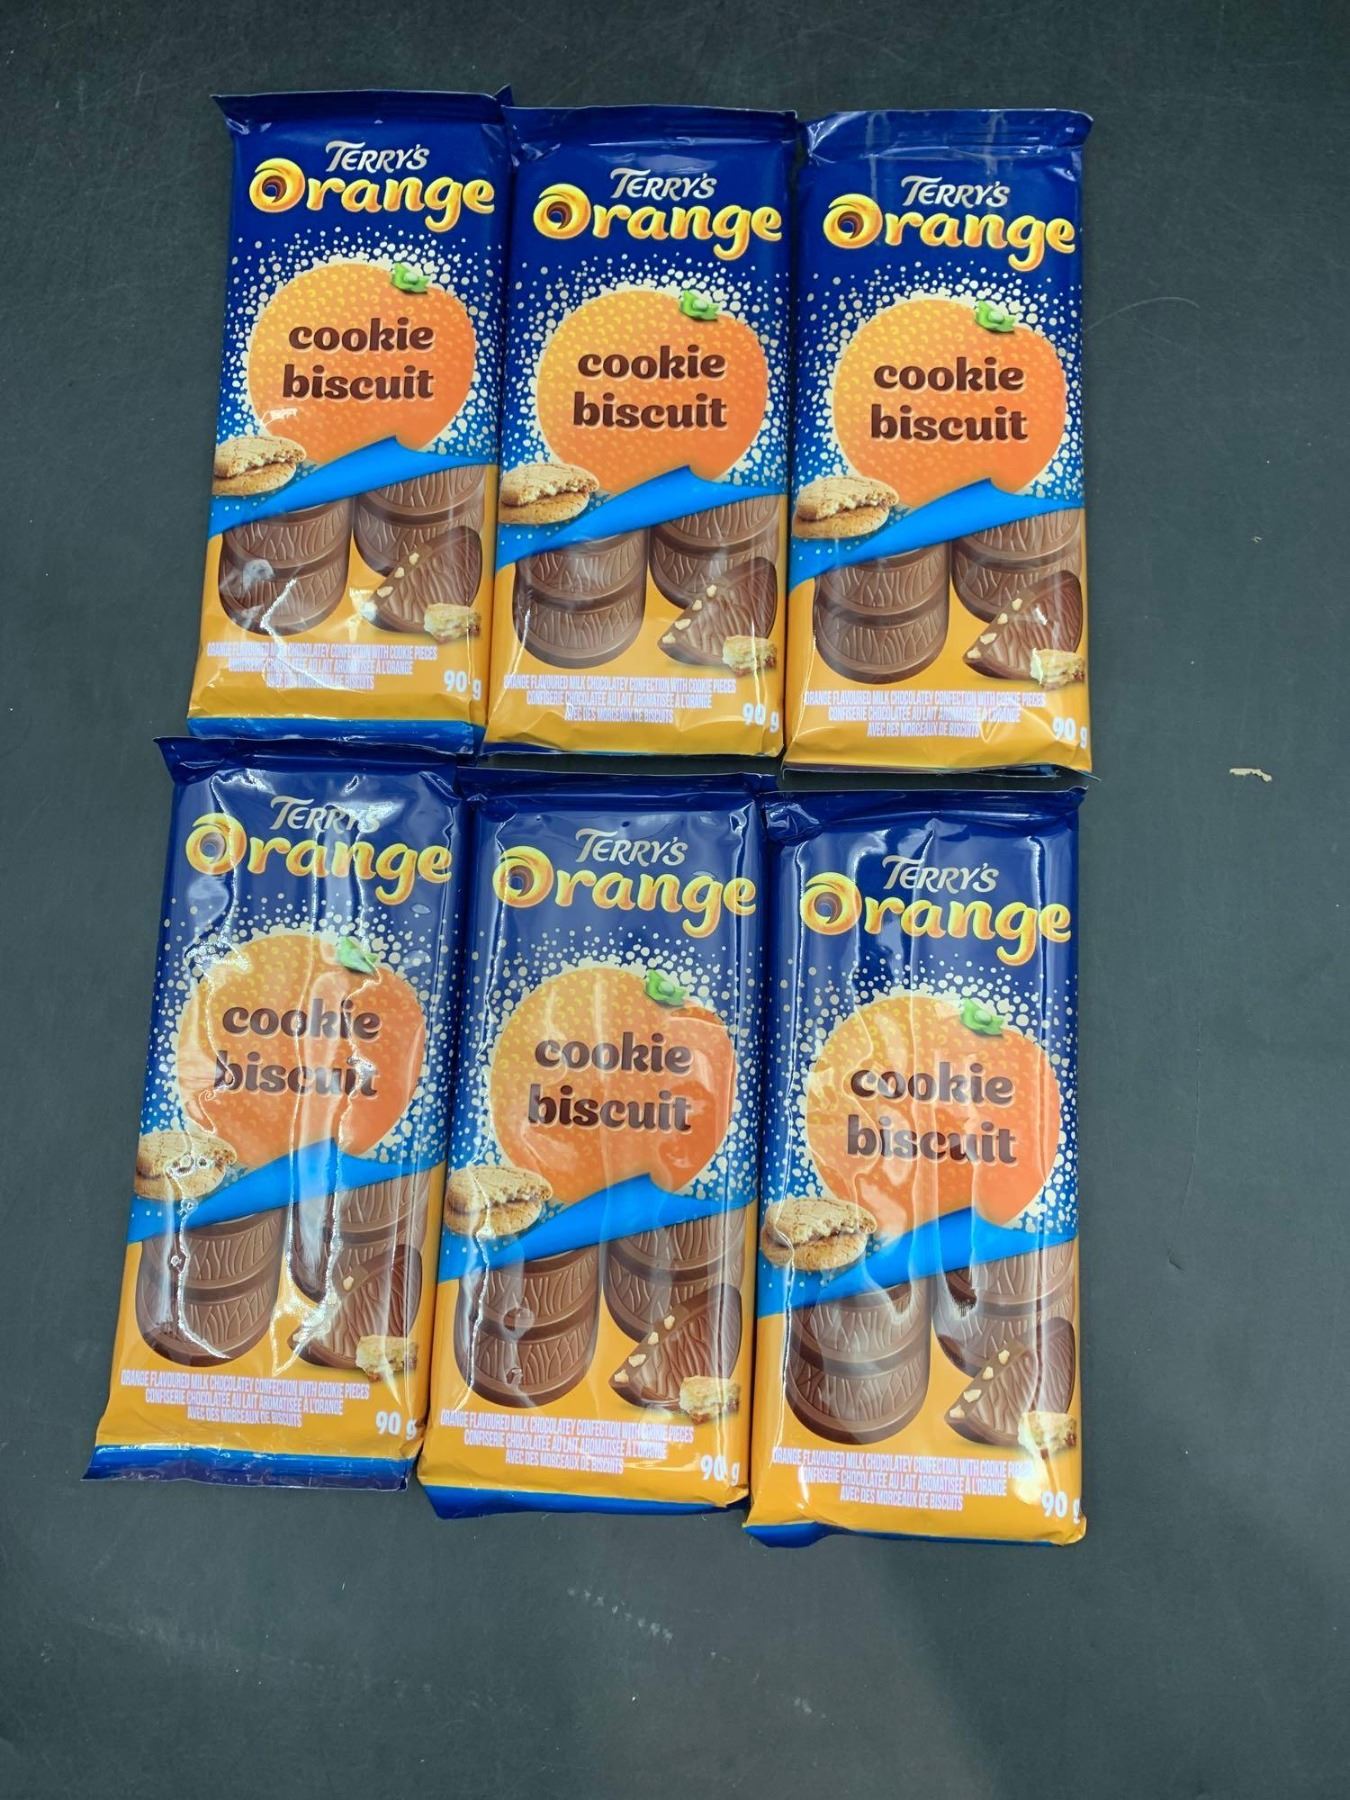 TERRY'S
Orange
cookie
biscuit
ORANGE FLAVOURED MILK CHOCOLATEY CONFECTION WITH COOKIE PIECES
CONFISERIE CHOCOLATÉE AU LAIT AROMATISÉE À L'ORANGE
AVEC DES MORCEAUX DE BISCUITS
90 g
TERRY'S
Orange
cookie
biscuit
ORANGE FLAVOURED MILK CHOCOLATEY CONFECTION WITH COOKIE PIECES
CONFISERIE CHOCOLATÉE AU LAIT AROMATISÉE À L'ORANGE
AVEC DES MORCEAUX DE BISCUITS
90 g
TERRY'S
Orange
cookie
biscuit
ORANGE FLAVOURED MILK CHOCOLATEY CONFECTION WITH COOKIE PIECES
CONFISERIE CHOCOLATÉE AU LAIT AROMATISÉE À L'ORANGE
AVEC DES MORCEAUX DE BISCUITS
90 g
TERRY'S
Orange
cookie
biscuit
ORANGE FLAVOURED MILK CHOCOLATEY CONFECTION WITH COOKIE PIECES
CONFISERIE CHOCOLATÉE AU LAIT AROMATISÉE À L'ORANGE
AVEC DES MORCEAUX DE BISCUITS
90 g
TERRY'S
Orange
cookie
biscuit
ORANGE FLAVOURED MILK CHOCOLATEY CONFECTION WITH COOKIE PIECES
CONFISERIE CHOCOLATÉE AU LAIT AROMATISÉE À L'ORANGE
AVEC DES MORCEAUX DE BISCUITS
90 g
TERRY'S
Orange
cookie
biscuit
ORANGE FLAVOURED MILK CHOCOLATEY CONFECTION WITH COOKIE
CONFISERIE CHOCOLATÉE AU LAIT AROMATISÉE À L'ORANGE
AVEC DES MORCEAUX DE BISCUITS
90 g